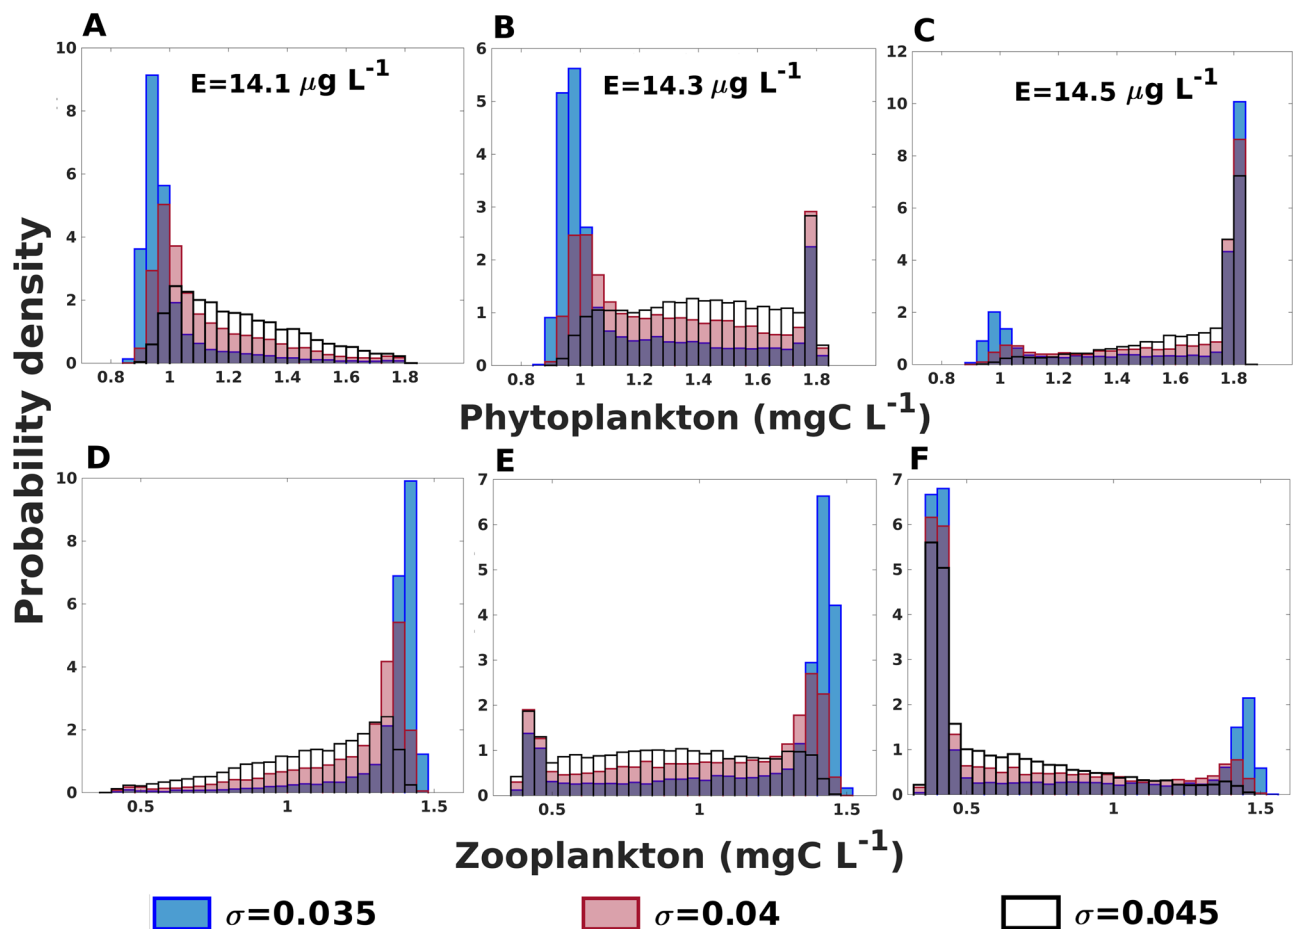 A
B
C
E=14.1 μg L-1
E=14.3 μg L-1
E=14.5 μg L-1
10
8
6
4
2
0
0.8 1 1.2 1.4 1.6 1.8
6
5
4
3
2
1
0
0.8 1 1.2 1.4 1.6 1.8
12
10
8
6
4
2
0
0.8 1 1.2 1.4 1.6 1.8
Phytoplankton (mgC L-1)
Probability density
D
E
F
10
8
6
4
2
0
0.5 1 1.5
7
6
5
4
3
2
1
0
0.5 1 1.5
7
6
5
4
3
2
1
0
0.5 1 1.5
Zooplankton (mgC L-1)
σ=0.035
σ=0.04
σ=0.045